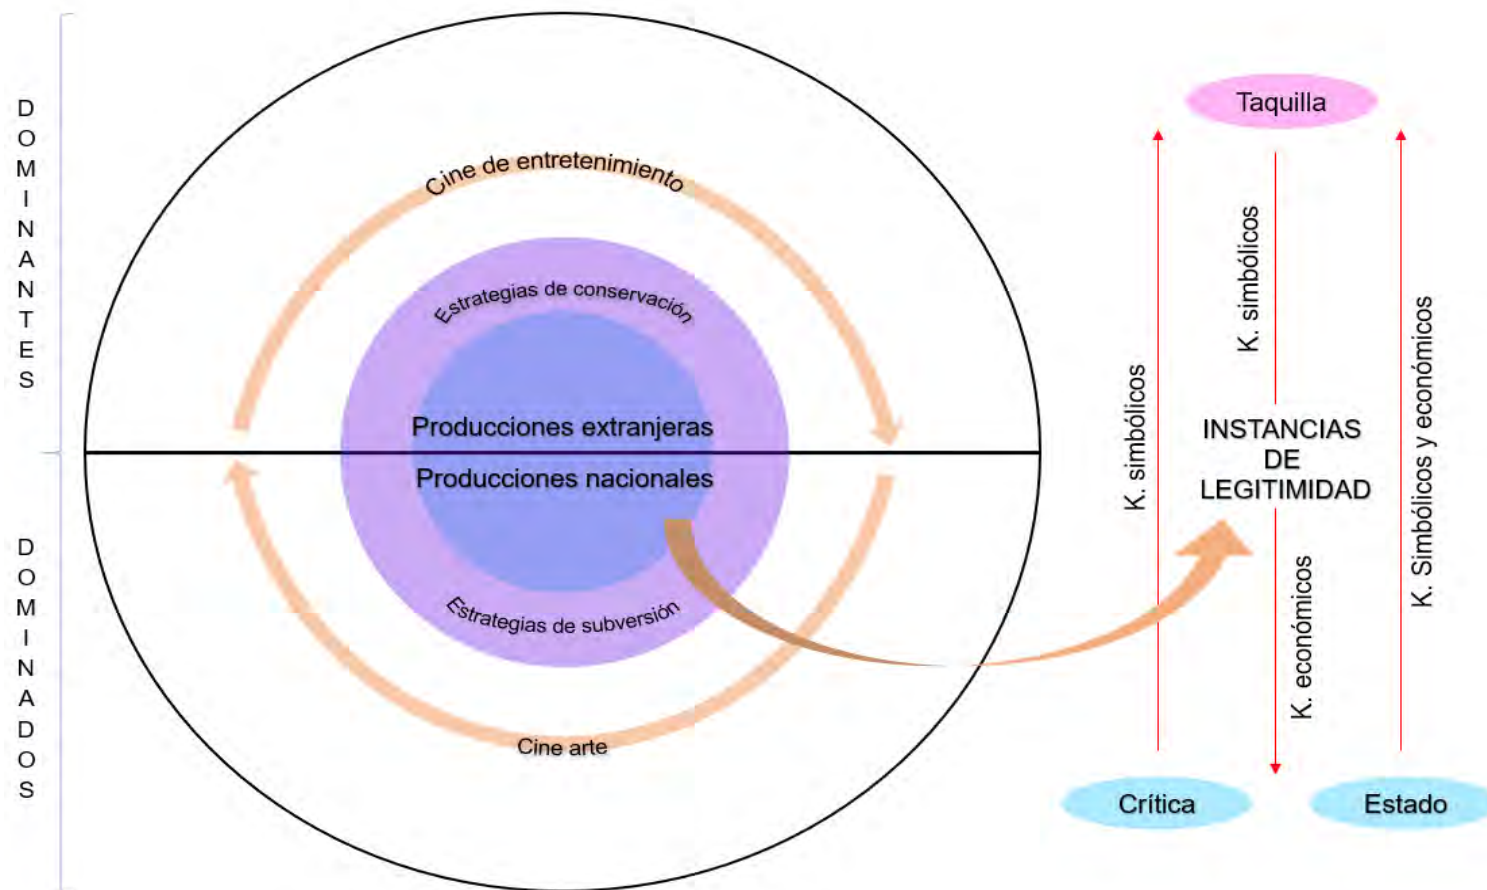 DOMINANTES
DOMINADOS
Cine de entretenimiento
Estrategias de conservación
Producciones extranjeras
Producciones nacionales
Estrategias de subversión
Cine arte
Taquilla
K. simbólicos
K. simbólicos
K. Simbólicos y económicos
INSTANCIAS
DE
LEGITIMIDAD
K. económicos
Crítica
Estado